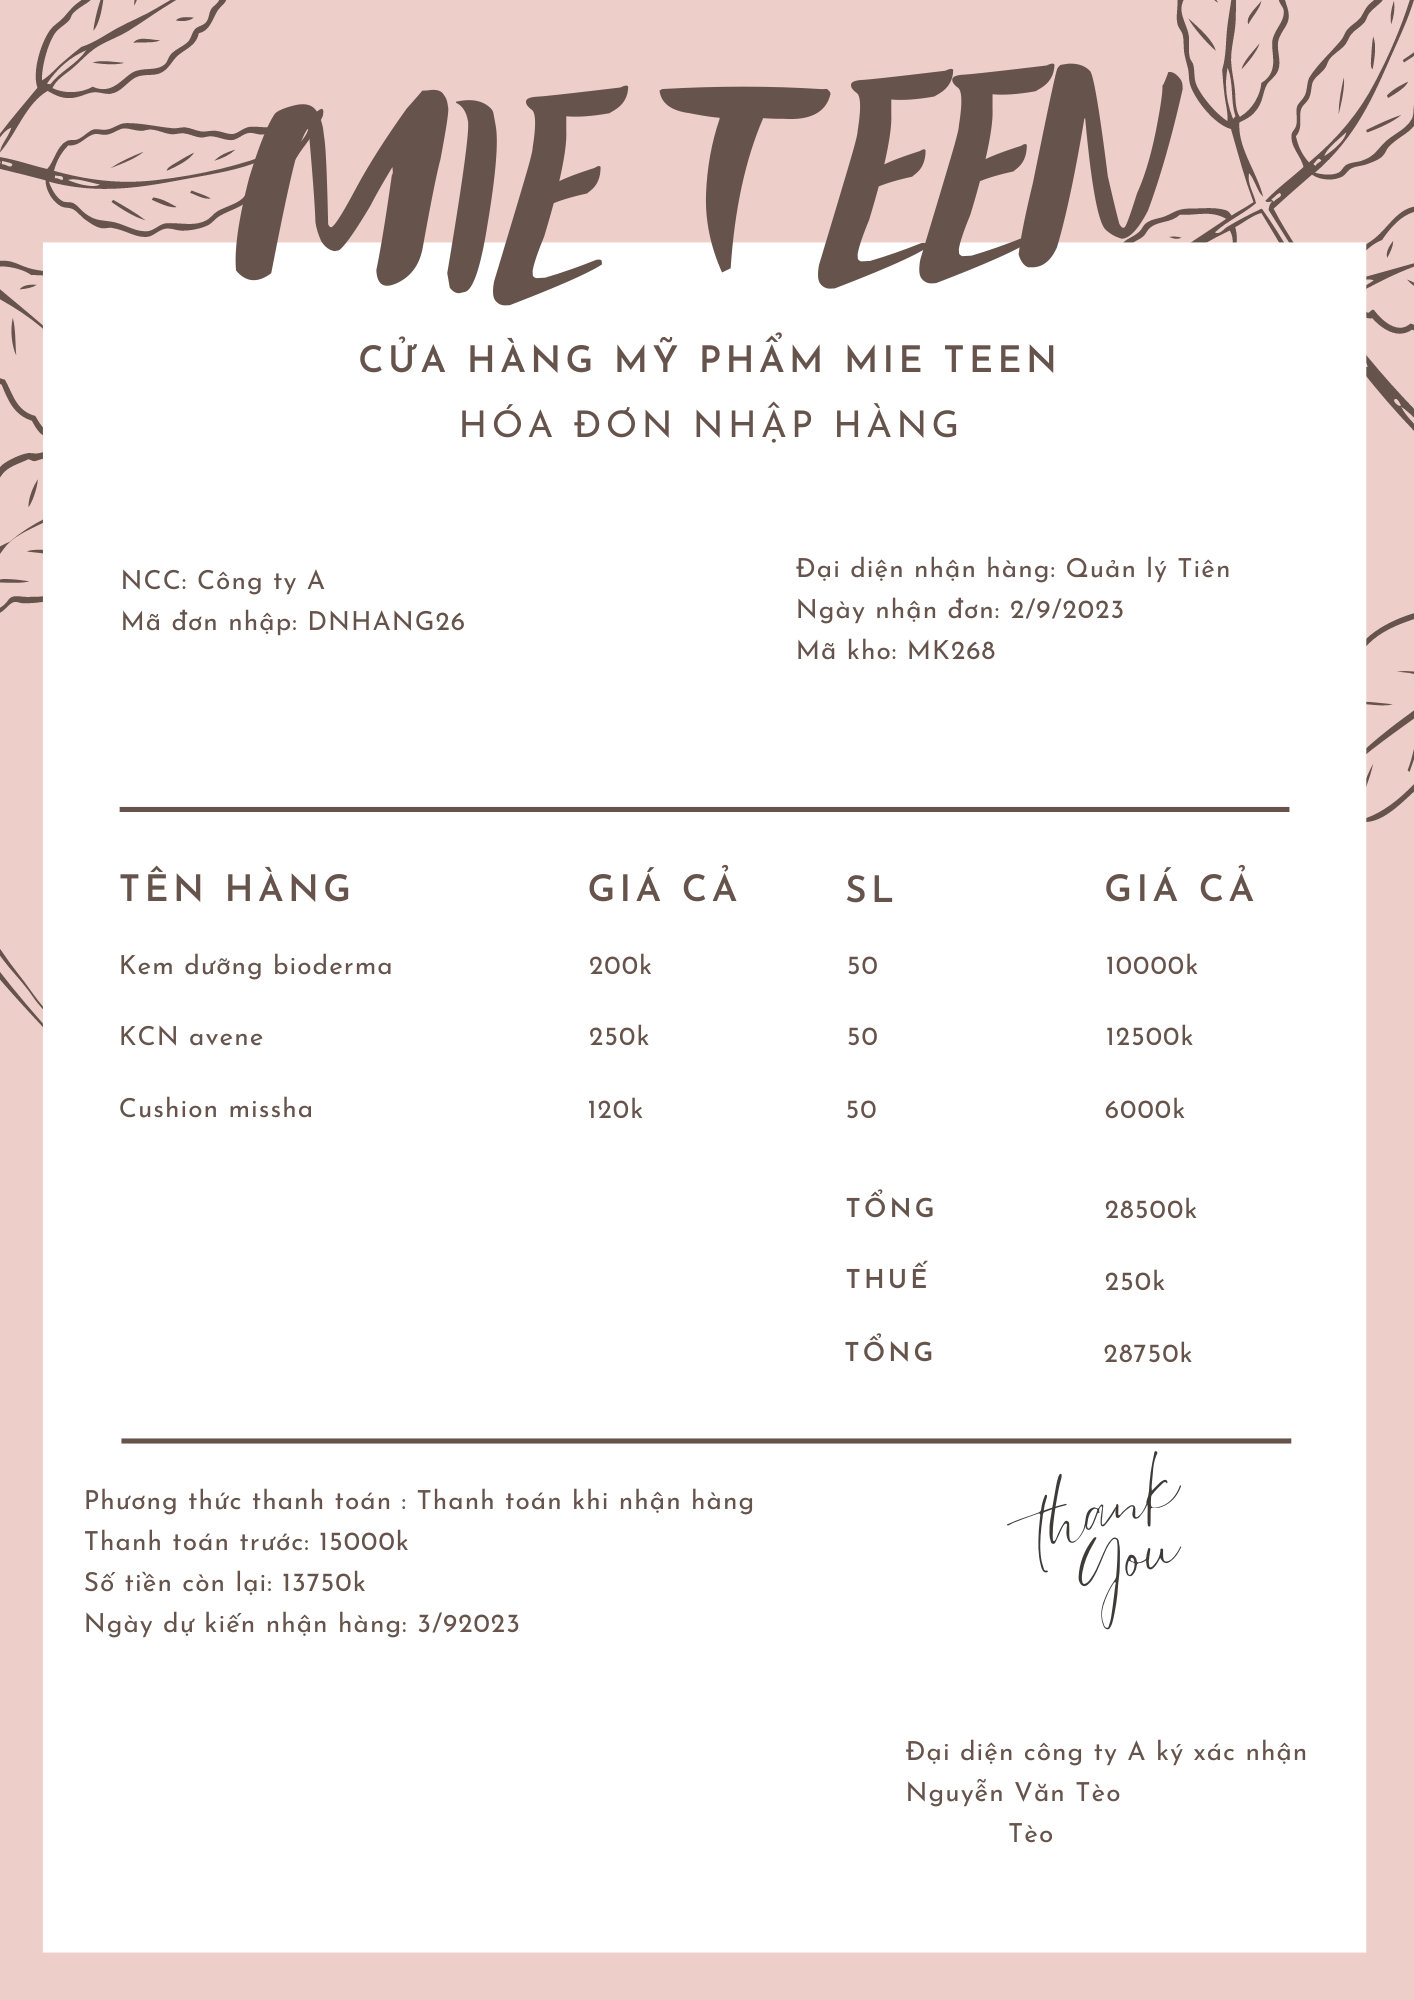 MIE TEEN
CỬA HÀNG MỸ PHẨM MIE TEEN
HÓA ĐƠN NHẬP HÀNG
NCC: Công ty A
Mã đơn nhập: DNHANG26
Đại diện nhận hàng: Quản lý Tiên
Ngày nhận đơn: 2/9/2023
Mã kho: MK268
TÊN HÀNG GIÁ CẢ SL GIÁ CẢ
Kem dưỡng bioderma 200k 50 10000k
KCN avene 250k 50 12500k
Cushion missha 120k 50 6000k
TỔNG 28500k
THUẾ 250k
TỔNG 28750k
Phương thức thanh toán : Thanh toán khi nhận hàng
Thanh toán trước: 15000k
Số tiền còn lại: 13750k
Ngày dự kiến nhận hàng: 3/92023
thank
you
Đại diện công ty A ký xác nhận
Nguyễn Văn Tèo
Tèo